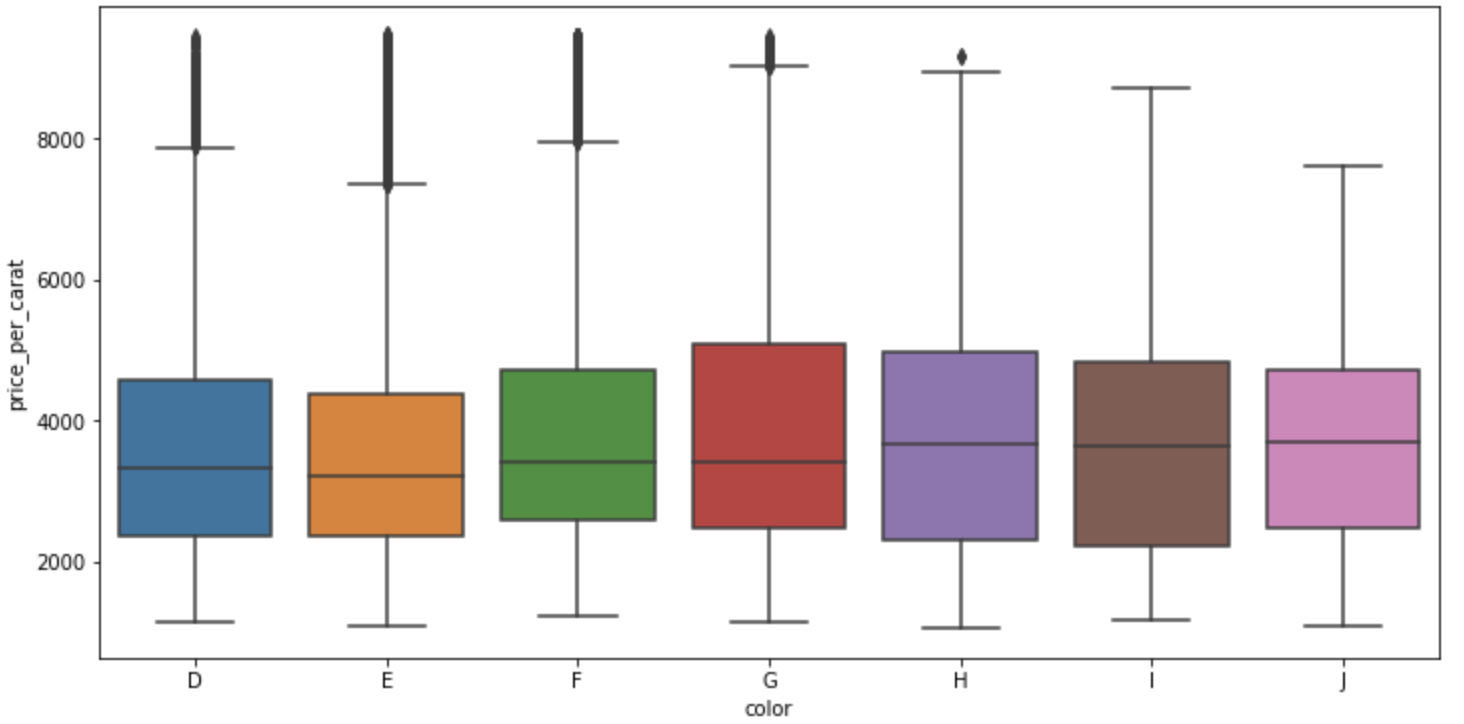 price_per_carat
8000
6000
4000
2000
D E F G H I J
color